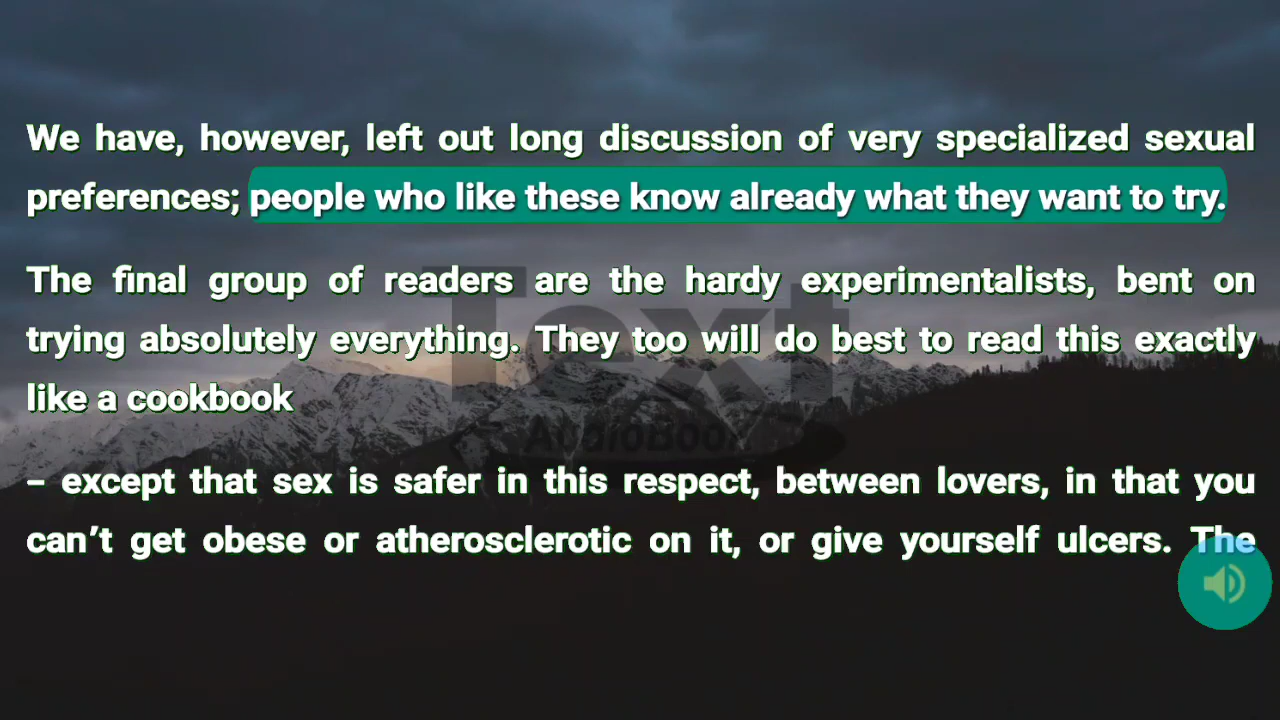 We have, however, left out long discussion of very specialized sexual
preferences; people who like these know already what they want to try.
The final group of readers are the hardy experimentalists, bent on
trying absolutely everything. They too will do best to read this exactly
like a cookbook
– except that sex is safer in this respect, between lovers, in that you
can’t get obese or atherosclerotic on it, or give yourself ulcers. The
Text
AudioBook